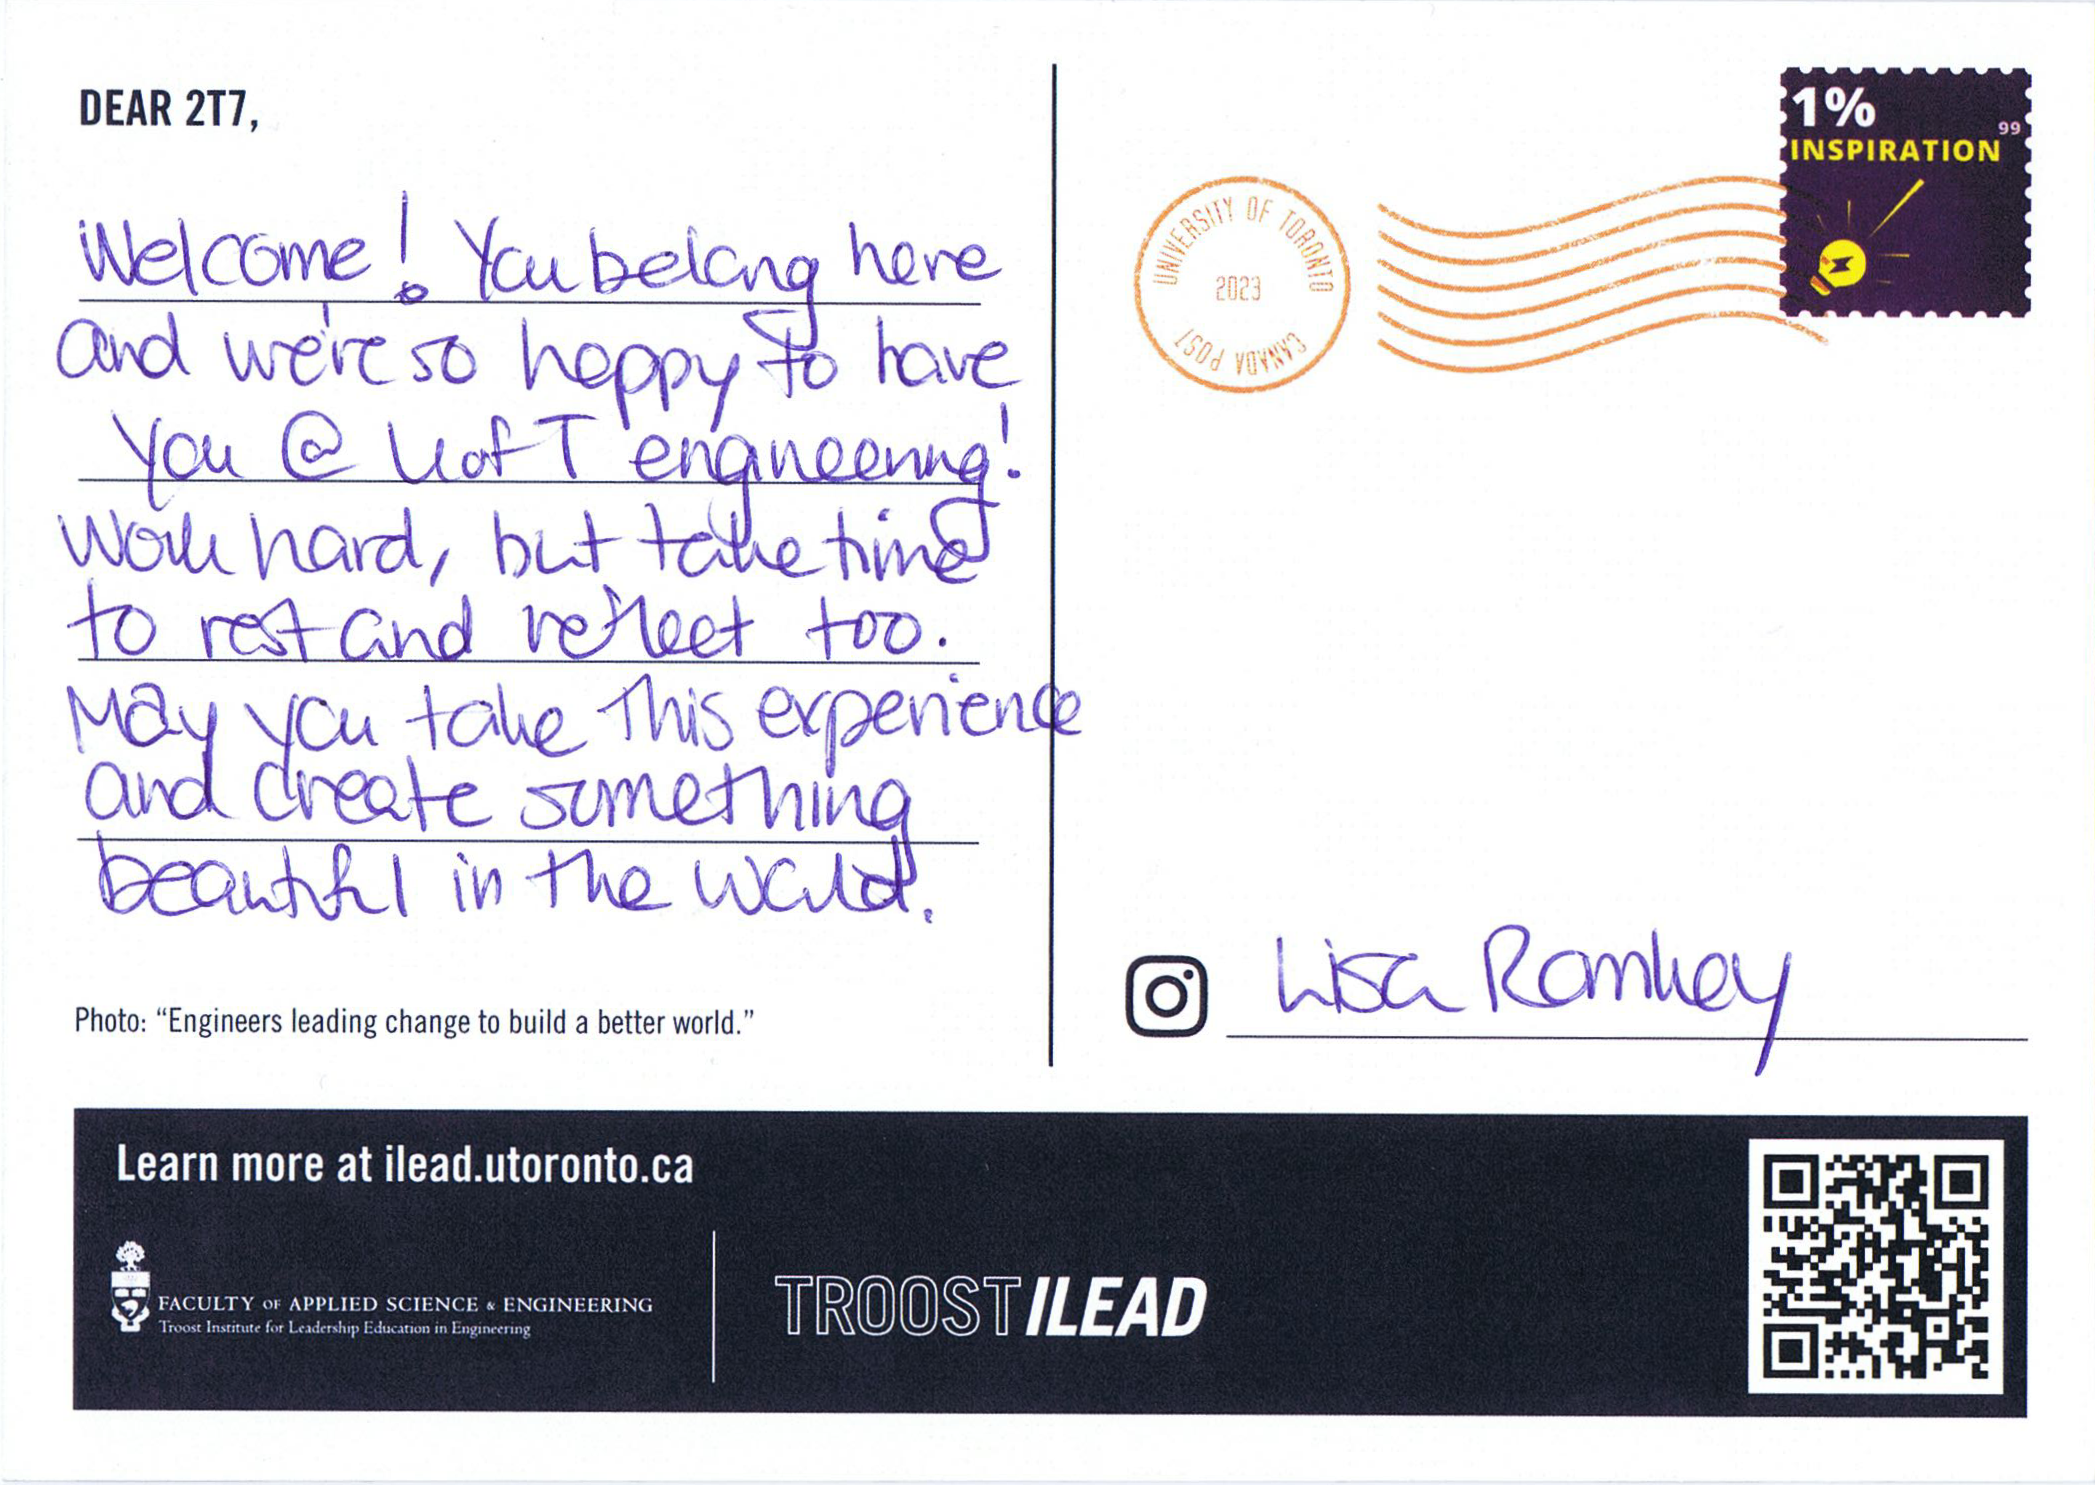 DEAR 2T7,
Welcome! You belong here
and we're so happy to have
you @ UofT engineering!
Work hard, but take time
to rest and reflect too.
May you take this experience
and create something
beautiful in the world.
Photo: “Engineers leading change to build a better world.”
1%
99
INSPIRATION
UNIVERSITY OF TORONTO
2023
CANADA POST
Lisa Romkey
Learn more at ilead.utoronto.ca
FACULTY OF APPLIED SCIENCE & ENGINEERING
Troost Institute for Leadership Education in Engineering
TROOST ILEAD